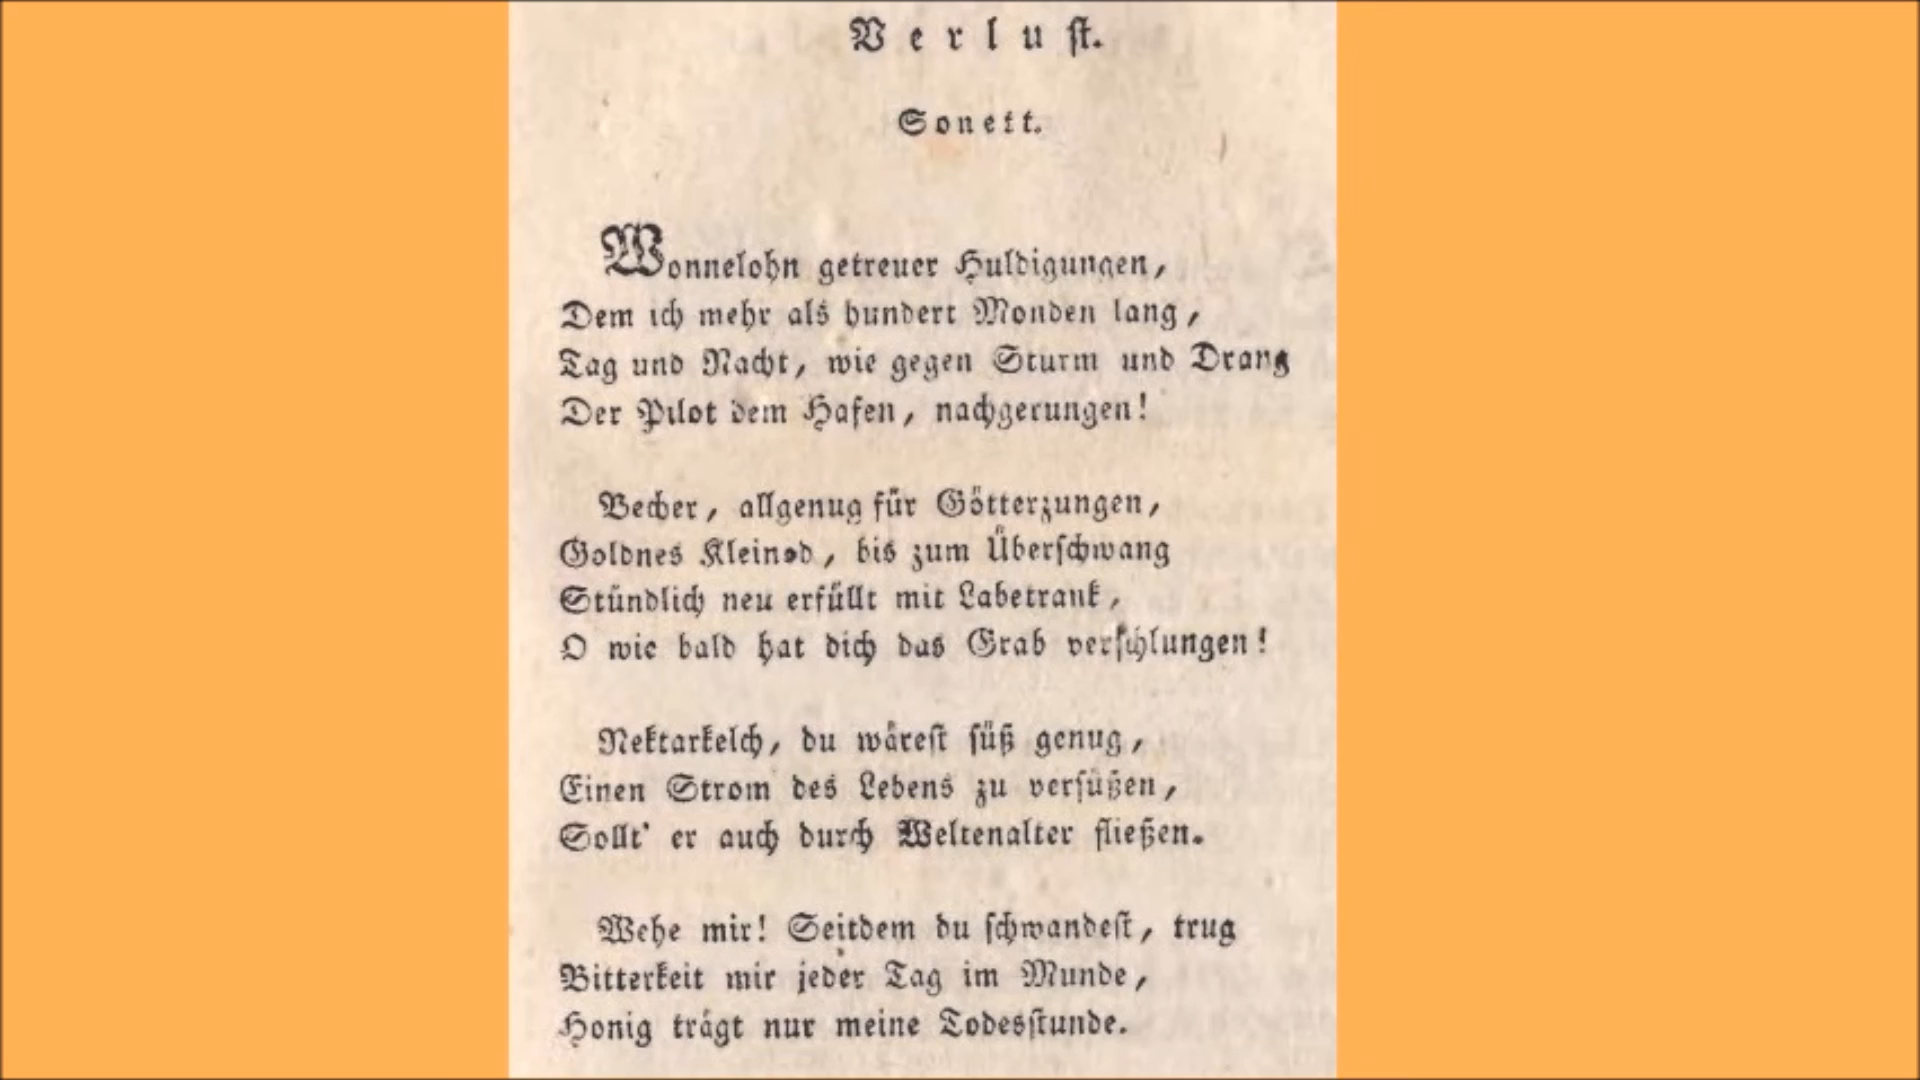 Verlust.
Sonett.
Wonnelohn getreuer Huldigungen,
Dem ich mehr als hundert Monden lang,
Tag und Nacht, wie gegen Sturm und Drang
Der Pilot dem Hafen, nachgerungen!
Becher, allgenug für Götterzungen,
Goldnes Kleinod, bis zum Überschwang
Stündlich neu erfüllt mit Labetrank,
O wie bald hat dich das Grab verschlungen!
Nektarkelch, du wärest süß genug,
Einen Strom des Lebens zu versüßen,
Sollt' er auch durch Weltenalter fließen.
Wehe mir! Seitdem du schwandest, trug
Bitterkeit mir jeder Tag im Munde,
Honig trägt nur meine Todesstunde.